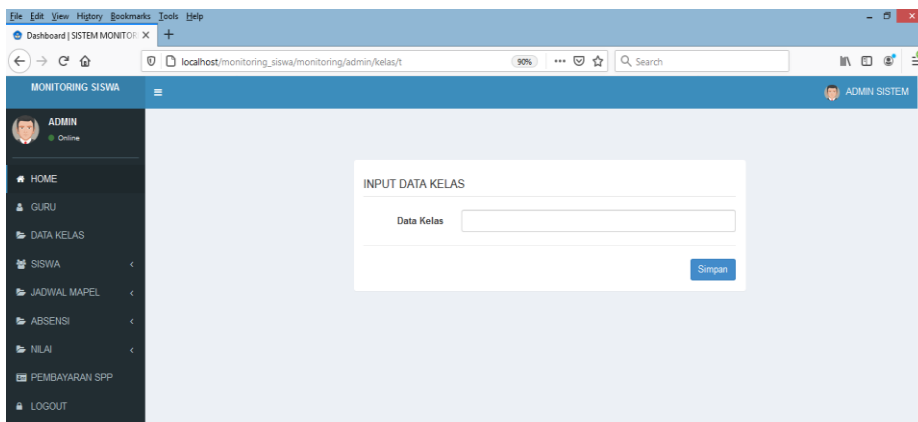 File Edit View History Bookmarks Tools Help
Dashboard | SISTEM MONITOR
localhost/monitoring_siswa/monitoring/admin/kelas/t
90%
Search
MONITORING SISWA
ADMIN SISTEM
ADMIN
Online
HOME
GURU
DATA KELAS
SISWA
JADWAL MAPEL
ABSENSI
NILAI
PEMBAYARAN SPP
LOGOUT
INPUT DATA KELAS
Data Kelas
Simpan